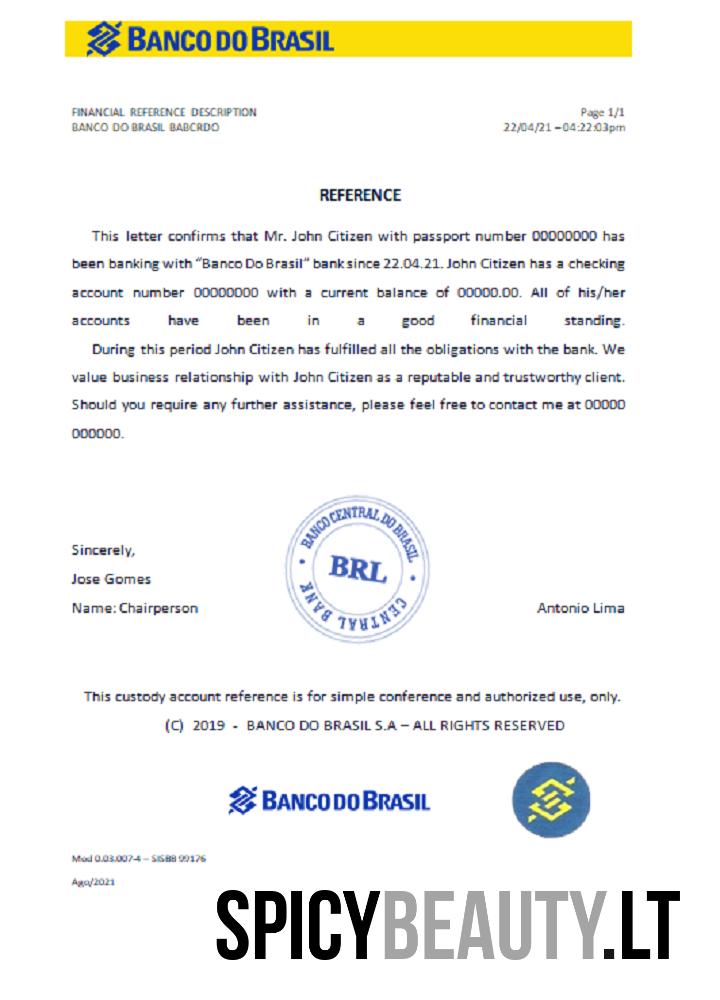 BANCO DO BRASIL
FINANCIAL REFERENCE DESCRIPTION
Page 1/1
BANCO DO BRASIL BABCRDO
22/04/21 – 04:22:03pm
REFERENCE
This letter confirms that Mr. John Citizen with passport number 00000000 has
been banking with "Banco Do Brasil" bank since 22.04.21. John Citizen has a checking
account number 00000000 with a current balance of 00000.00. All of his/her
accounts have been in a good financial standing.
During this period John Citizen has fulfilled all the obligations with the bank. We
value business relationship with John Citizen as a reputable and trustworthy client.
Should you require any further assistance, please feel free to contact me at 00000
000000.
BANCO CENTRAL DO BRASIL
BRL
CENTRAL BANK
Sincerely,
Jose Gomes
Name: Chairperson
Antonio Lima
This custody account reference is for simple conference and authorized use, only.
(C) 2019 - BANCO DO BRASIL S.A – ALL RIGHTS RESERVED
BANCO DO BRASIL
Mod 0.03.007-4 – SISBB 99176
Ago/2021
SPICYBEAUTY.LT